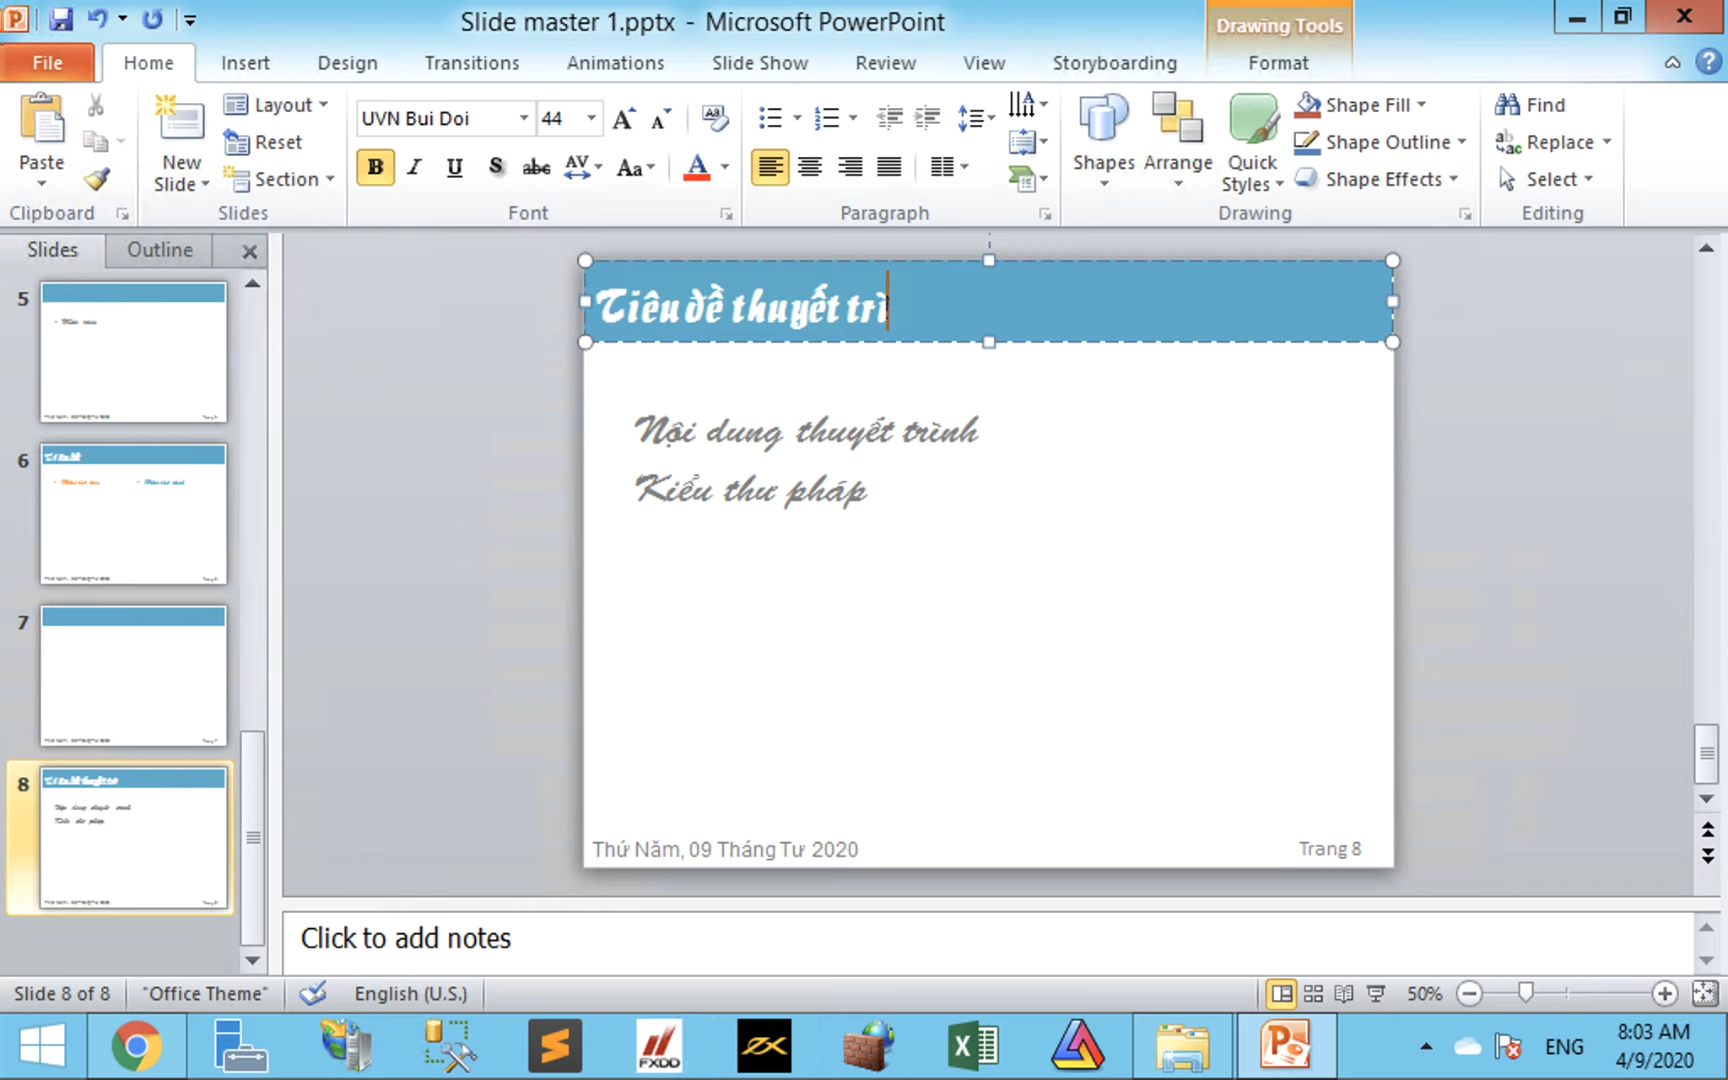 Slide master 1.pptx - Microsoft PowerPoint
Drawing Tools
File
Home
Insert
Design
Transitions
Animations
Slide Show
Review
View
Storyboarding
Format
Paste
Clipboard
New Slide
Layout
Reset
Section
Slides
UVN Bui Doi
44
Font
Paragraph
Shapes
Arrange
Quick Styles
Shape Fill
Shape Outline
Shape Effects
Drawing
Find
Replace
Select
Editing
Slides
Outline
5
6
7
8
Tiêu đề thuyết trì
Nội dung thuyết trình
Kiểu thư pháp
Thứ Năm, 09 Tháng Tư 2020
Trang 8
Click to add notes
Slide 8 of 8
"Office Theme"
English (U.S.)
50%
FXDD
ENG
8:03 AM
4/9/2020